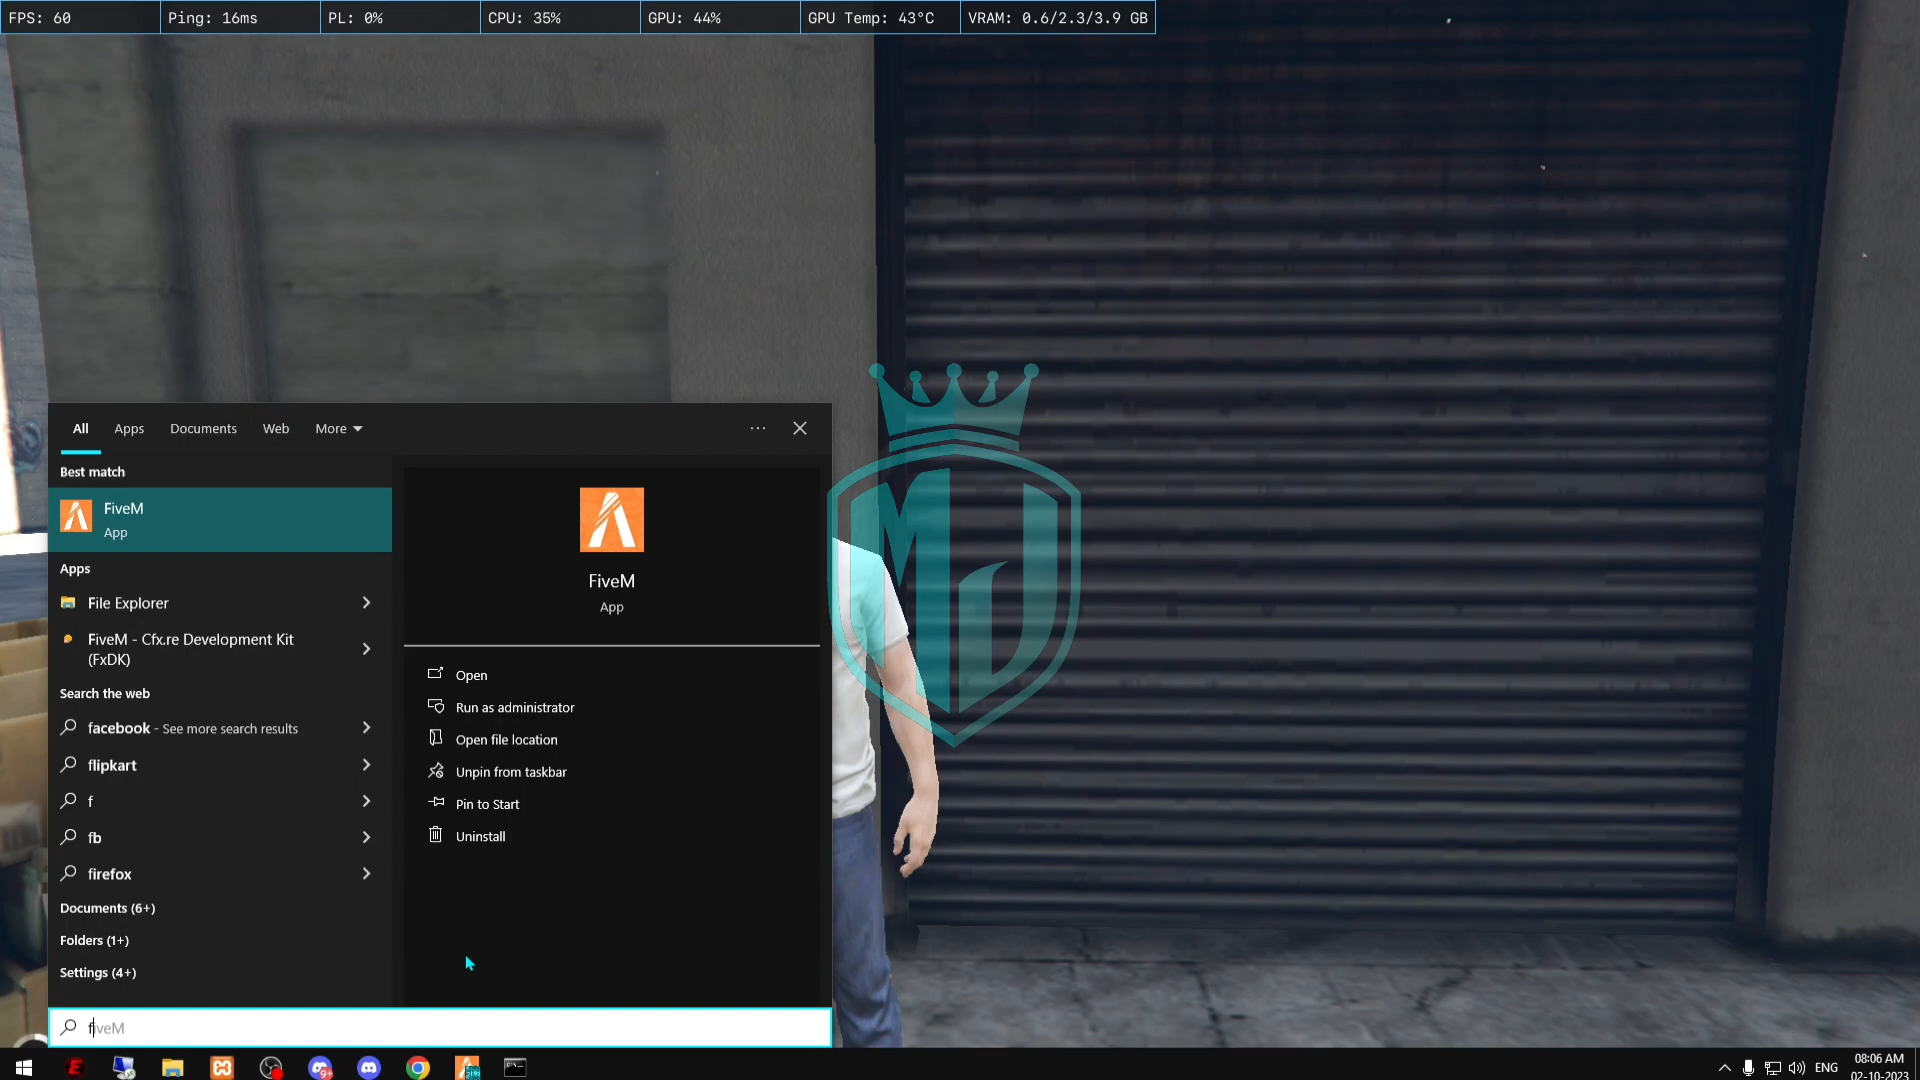 FPS: 60
Ping: 16ms
PL: 0%
CPU: 35%
GPU: 44%
GPU Temp: 43°C
VRAM: 0.6/2.3/3.9 GB
All
Apps
Documents
Web
More
Best match
FiveM
App
Apps
File Explorer
FiveM - Cfx.re Development Kit
(FxDK)
Search the web
facebook - See more search results
flipkart
f
fb
firefox
Documents (6+)
Folders (1+)
Settings (4+)
FiveM
App
Open
Run as administrator
Open file location
Unpin from taskbar
Pin to Start
Uninstall
MJ
fiveM
9+
ENG
08:06 AM
02-10-2023